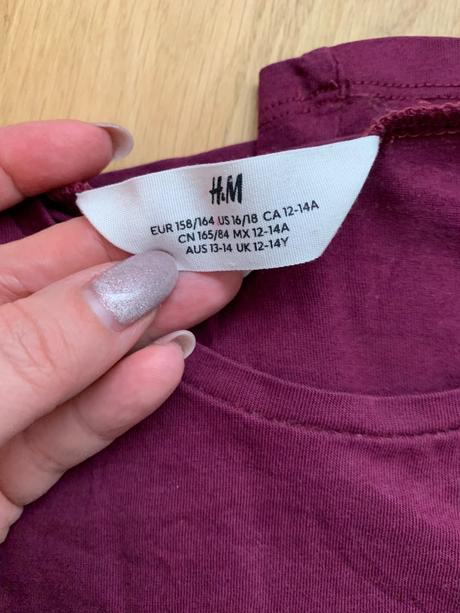 H&M
EUR 158/164 US 16/18 CA 12-14A
CN 165/84 MX 12-14A
AUS 13-14 UK 12-14Y